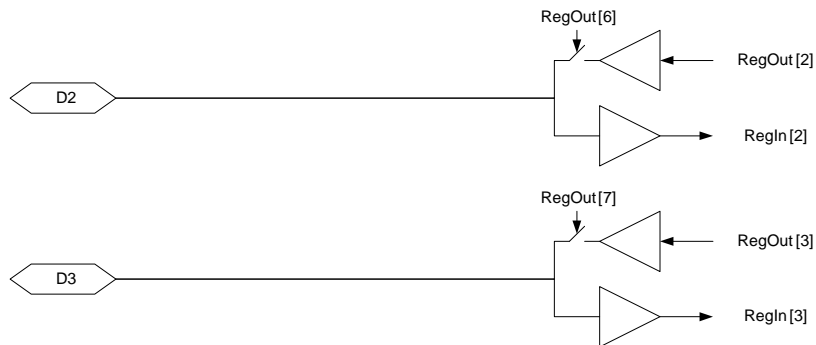 RegOut[6]
RegOut[2]
D2
RegIn[2]
RegOut[7]
RegOut[3]
D3
RegIn[3]